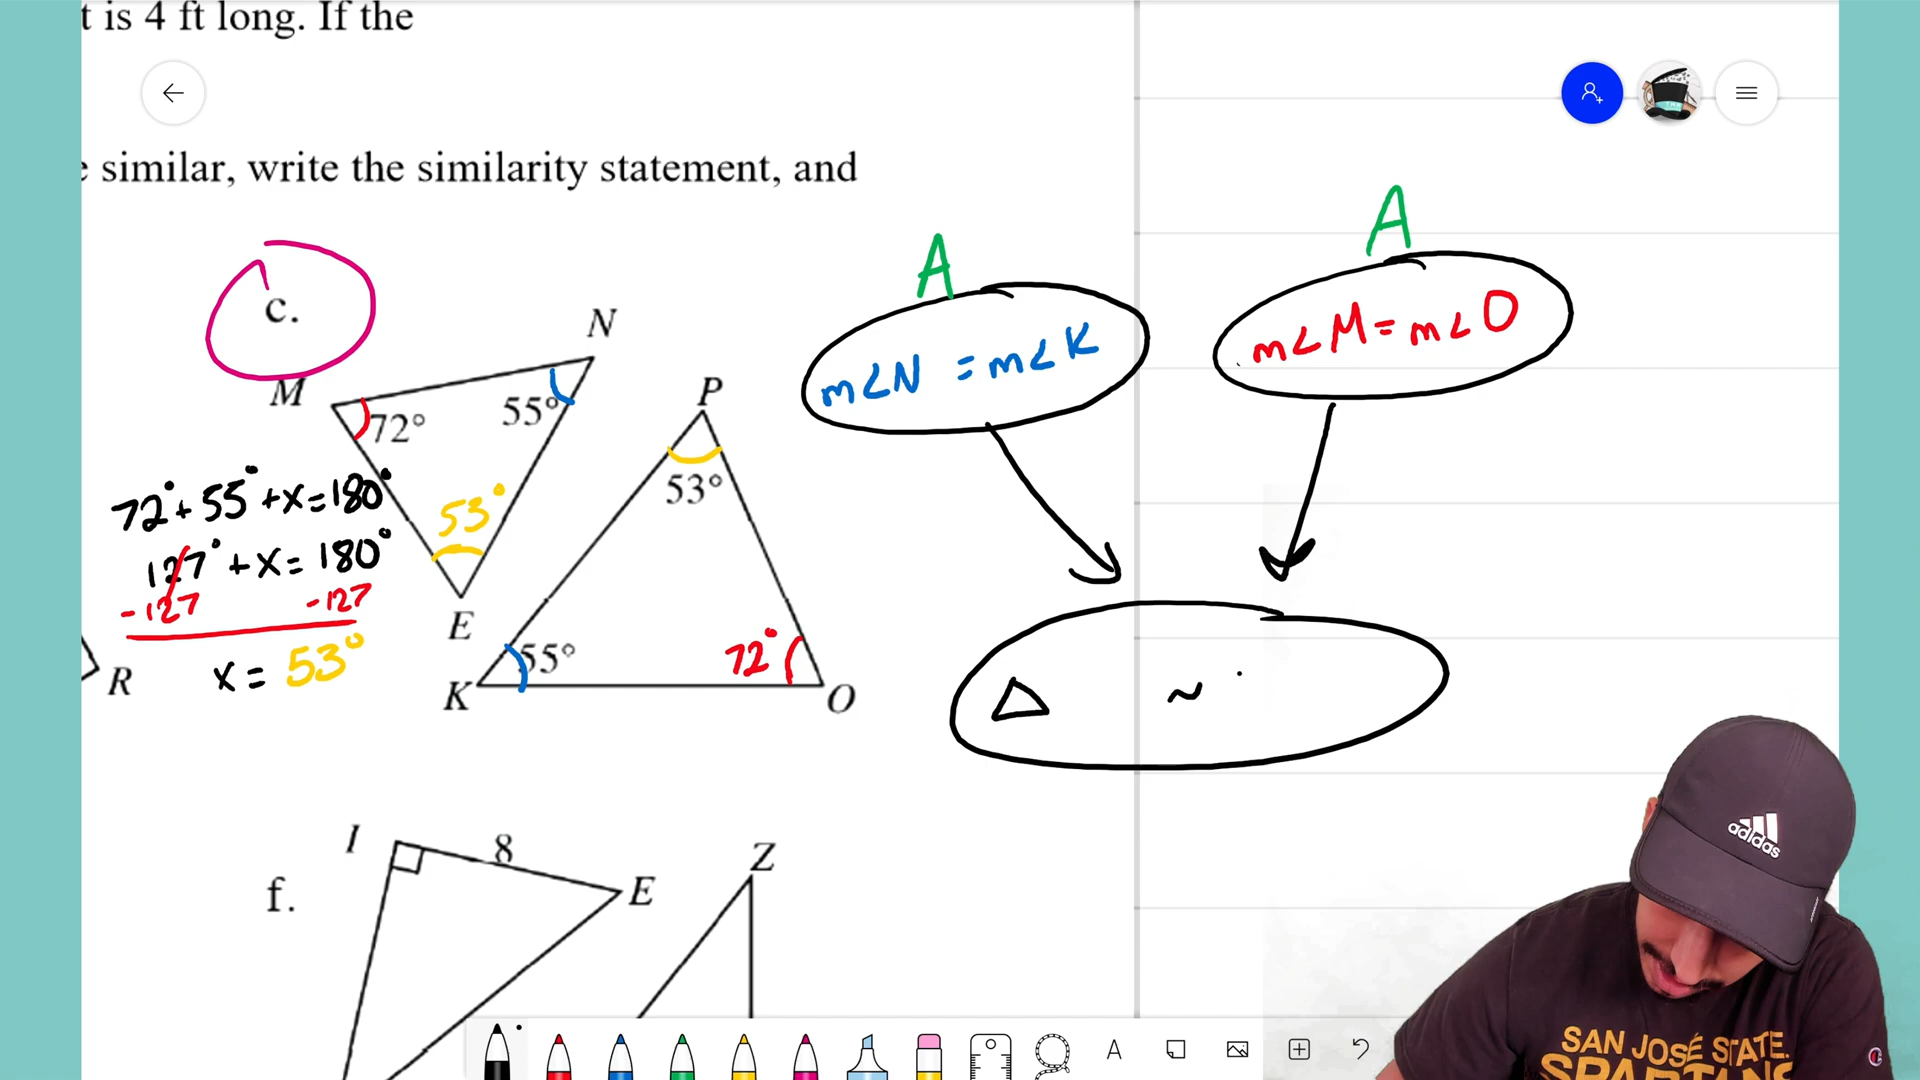 t is 4 ft long. If the
similar, write the similarity statement, and
A
A
c.
m∠N = m∠K
m∠M = m∠O
M
N
72°
55°
P
72° + 55° + x = 180°
53°
53°
127° + x = 180°
-127 -127
x = 53°
E
R
K
55°
72°
O
△ ~
f.
I
8
E
Z
A
adidas
SAN JOSÉ STATE.
SPARTANS